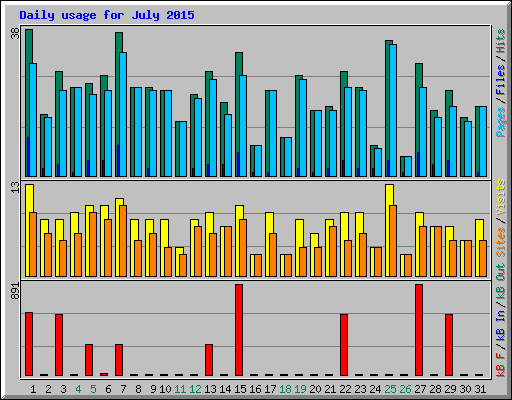 Daily usage for July 2015
38
Pages / Files / Hits
13
Sites / Visits
891
kB F / kB In / kB Out
1 2 3 4 5 6 7 8 9 10 11 12 13 14 15 16 17 18 19 20 21 22 23 24 25 26 27 28 29 30 31